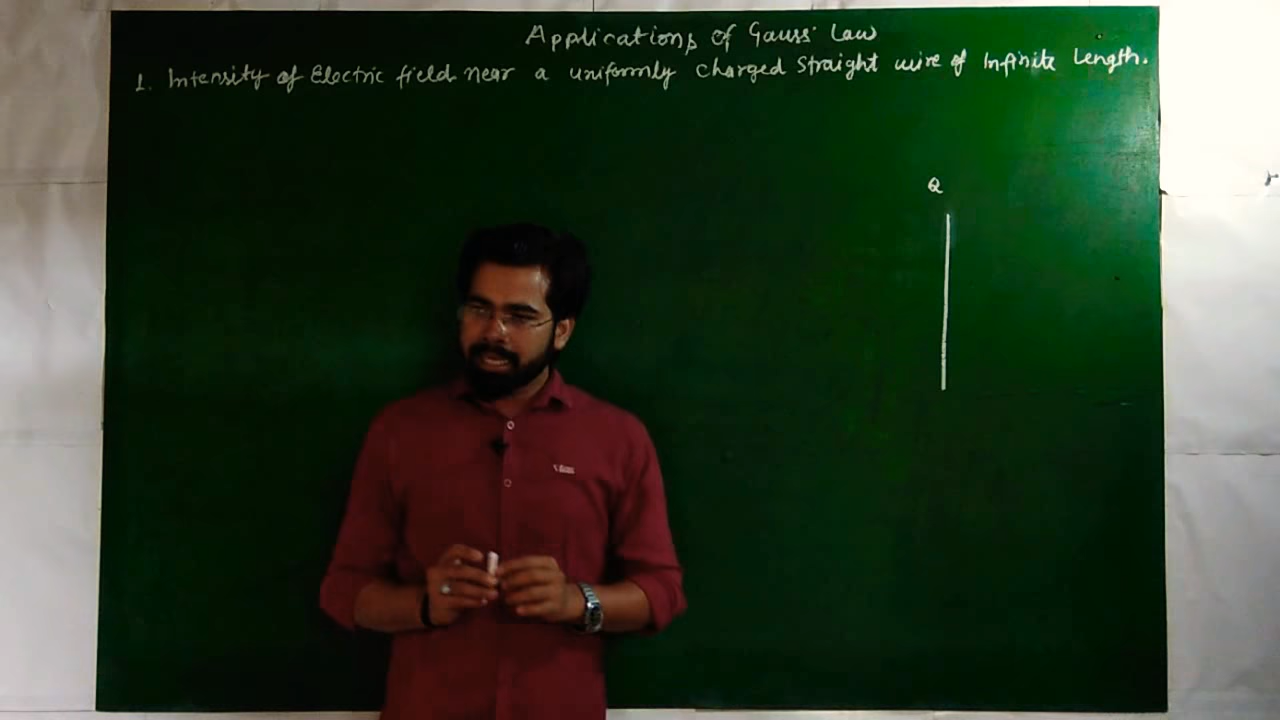 Applications of Gauss' Law
1. Intensity of Electric field near a uniformly charged straight wire of Infinite Length.
Q